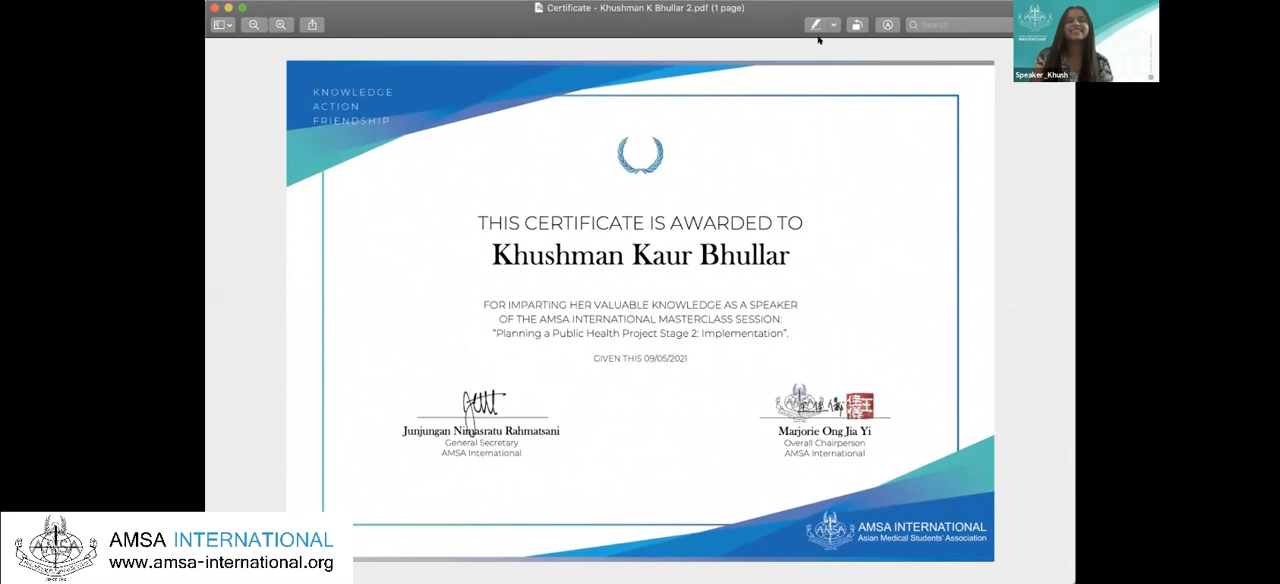 Certificate - Khushman K Bhullar 2.pdf (1 page)
Search
Speaker_Khush
KNOWLEDGE
ACTION
FRIENDSHIP
THIS CERTIFICATE IS AWARDED TO
Khushman Kaur Bhullar
FOR IMPARTING HER VALUABLE KNOWLEDGE AS A SPEAKER
OF THE AMSA INTERNATIONAL MASTERCLASS SESSION:
“Planning a Public Health Project Stage 2: Implementation”.
GIVEN THIS 09/05/2021
Junjungan Nimasratu Rahmatsani
General Secretary
AMSA International
Marjorie Ong Jia Yi
Overall Chairperson
AMSA International
AMSA INTERNATIONAL
Asian Medical Students' Association
AMSA INTERNATIONAL
www.amsa-international.org